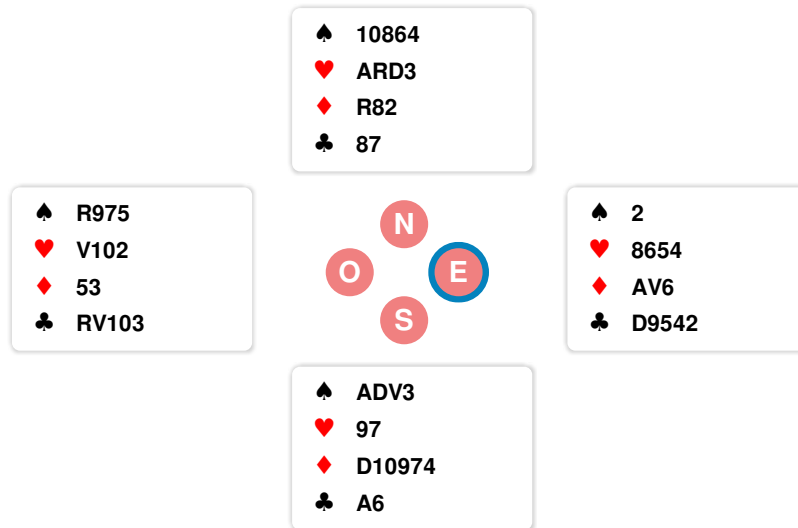 ♠ 10864
♥ ARD3
♦ R82
♣ 87
♠ R975
♥ V102
♦ 53
♣ RV103
N
O E
S
♠ 2
♥ 8654
♦ AV6
♣ D9542
♠ ADV3
♥ 97
♦ D10974
♣ A6